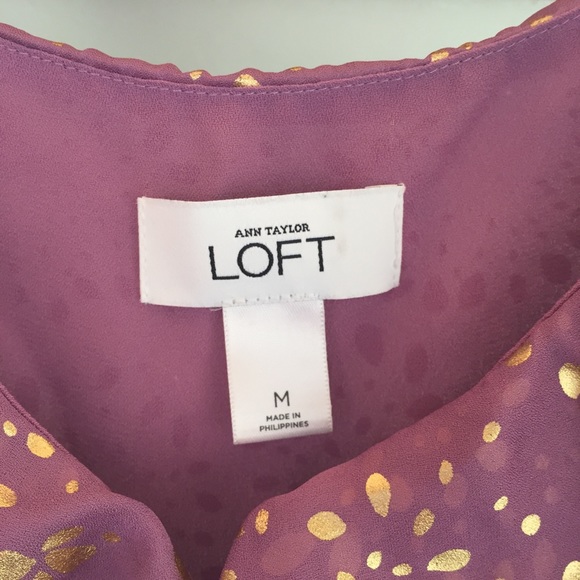 ANN TAYLOR
LOFT
M
MADE IN
PHILIPPINES